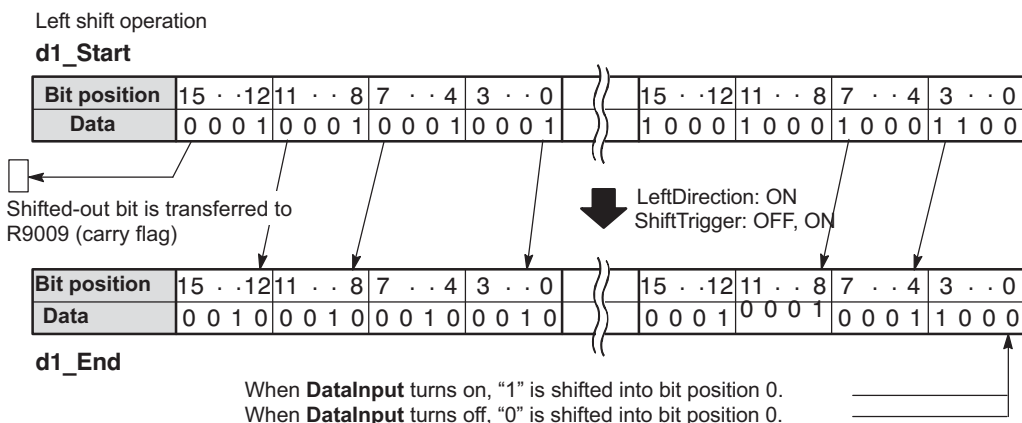 Left shift operation
d1_Start
Bit position 15 · ·12 11 · · 8 7 · · 4 3 · · 0 15 · ·12 11 · · 8 7 · · 4 3 · · 0
Data 0 0 0 1 0 0 0 1 0 0 0 1 0 0 0 1 1 0 0 0 1 0 0 0 1 0 0 0 1 1 0 0
LeftDirection: ON
Shifted-out bit is transferred to
ShiftTrigger: OFF, ON
R9009 (carry flag)
Bit position 15 · ·12 11 · · 8 7 · · 4 3 · · 0 15 · ·12 11 · · 8 7 · · 4 3 · · 0
Data 0 0 1 0 0 0 1 0 0 0 1 0 0 0 1 0 0 0 0 1 0 0 0 1 0 0 0 1 1 0 0 0
d1_End
When DataInput turns on, “1” is shifted into bit position 0.
When DataInput turns off, “0” is shifted into bit position 0.